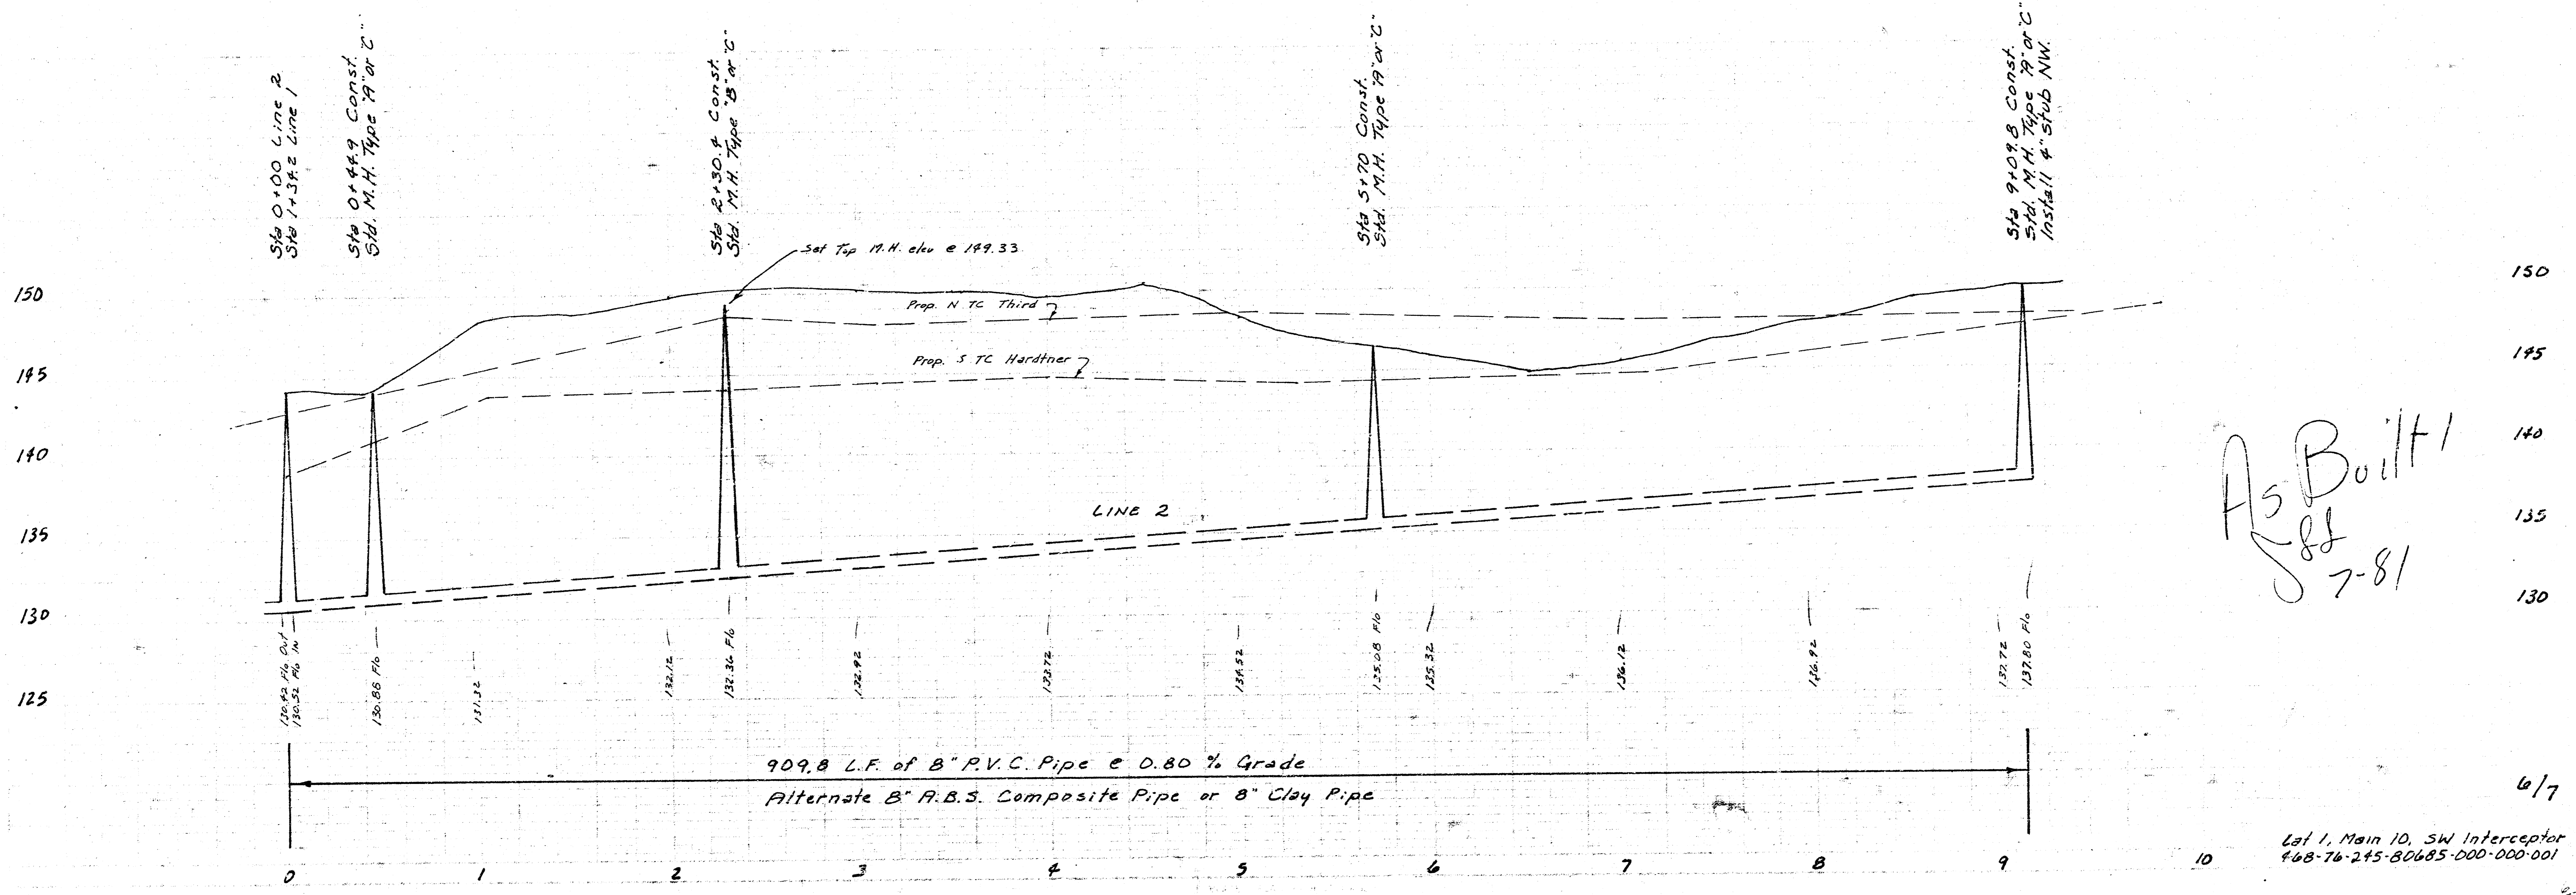 Sta 0+00 Line 2
Sta 1+34.2 Line 1
Sta 0+44.9 Const.
Std. M.H. Type "A" or "C"
Sta 2+30.4 Const.
Std. M.H. Type "B" or "C"
Sta 5+70 Const.
Std. M.H. Type "A" or "C"
Sta 9+09.8 Const.
Std. M.H. Type "A" or "C"
Install 4" stub NW.
Set Top M.H. elev @ 149.33
150
145
140
135
130
125
150
145
140
135
130
Prop. N TC Third
Prop. S TC Hardtner
LINE 2
As Built
7-81
130.42 Flo Out
130.52 Flo In
130.88 Flo
131.32
132.12
132.36 Flo
132.92
133.72
134.52
135.08 Flo
135.32
136.12
136.92
137.72
137.80 Flo
909.8 L.F. of 8" P.V.C. Pipe @ 0.80 % Grade
Alternate 8" A.B.S. Composite Pipe or 8" Clay Pipe
6/7
Lat 1, Main 10, SW Interceptor
468-76-245-80685-000-000-001
0 1 2 3 4 5 6 7 8 9 10